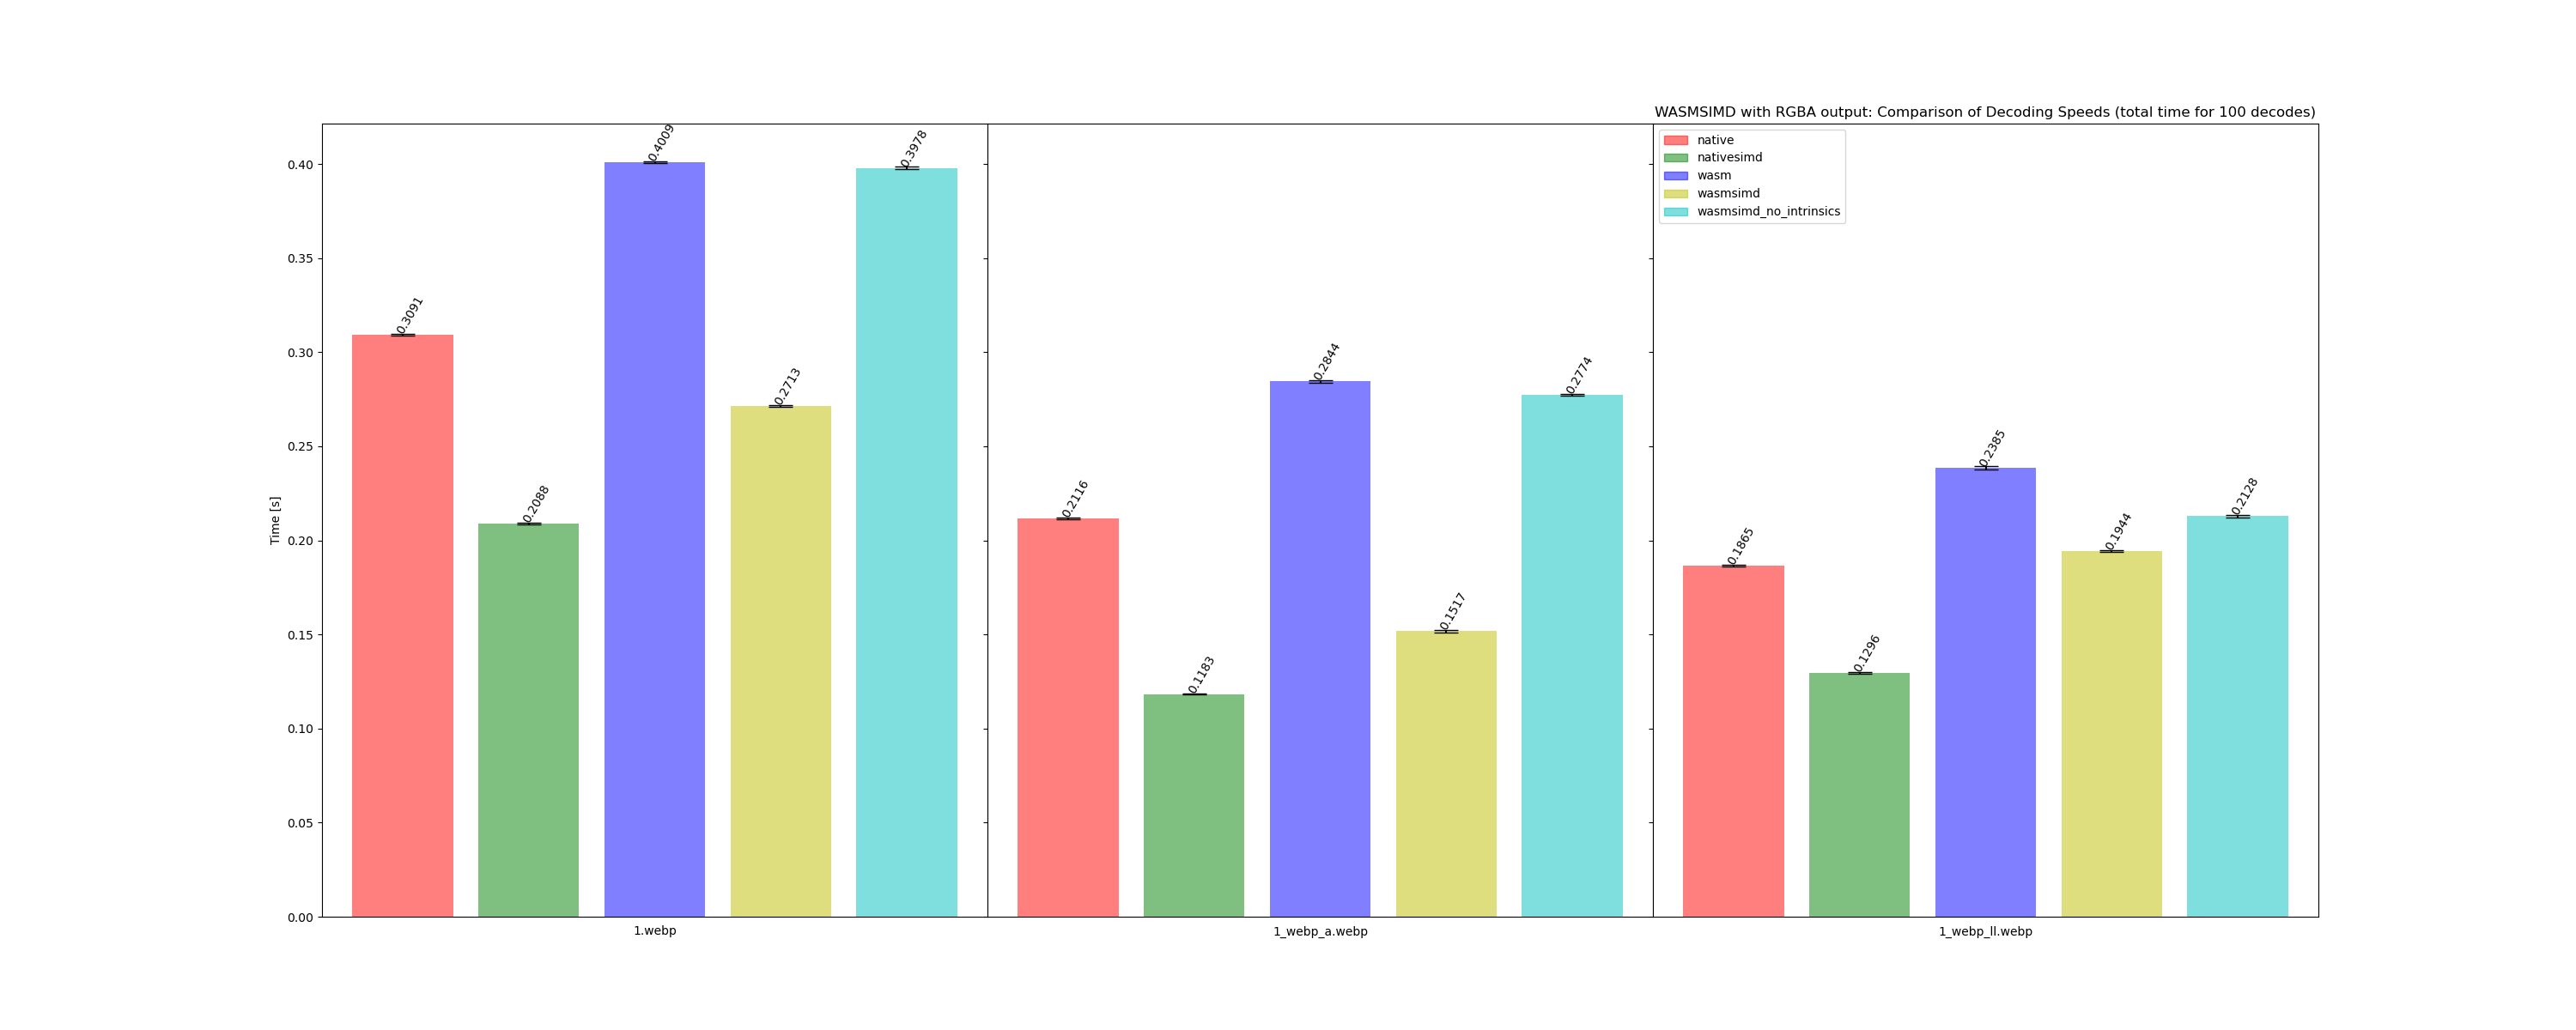 WASMSIMD with RGBA output: Comparison of Decoding Speeds (total time for 100 decodes)
native
nativesimd
wasm
wasmsimd
wasmsimd_no_intrinsics
Time [s]
0.40
0.35
0.30
0.25
0.20
0.15
0.10
0.05
0.00
0.3091
0.2088
0.4009
0.2713
0.3978
0.2116
0.1183
0.2844
0.1517
0.2774
0.1865
0.1296
0.2385
0.1944
0.2128
1.webp
1_webp_a.webp
1_webp_ll.webp